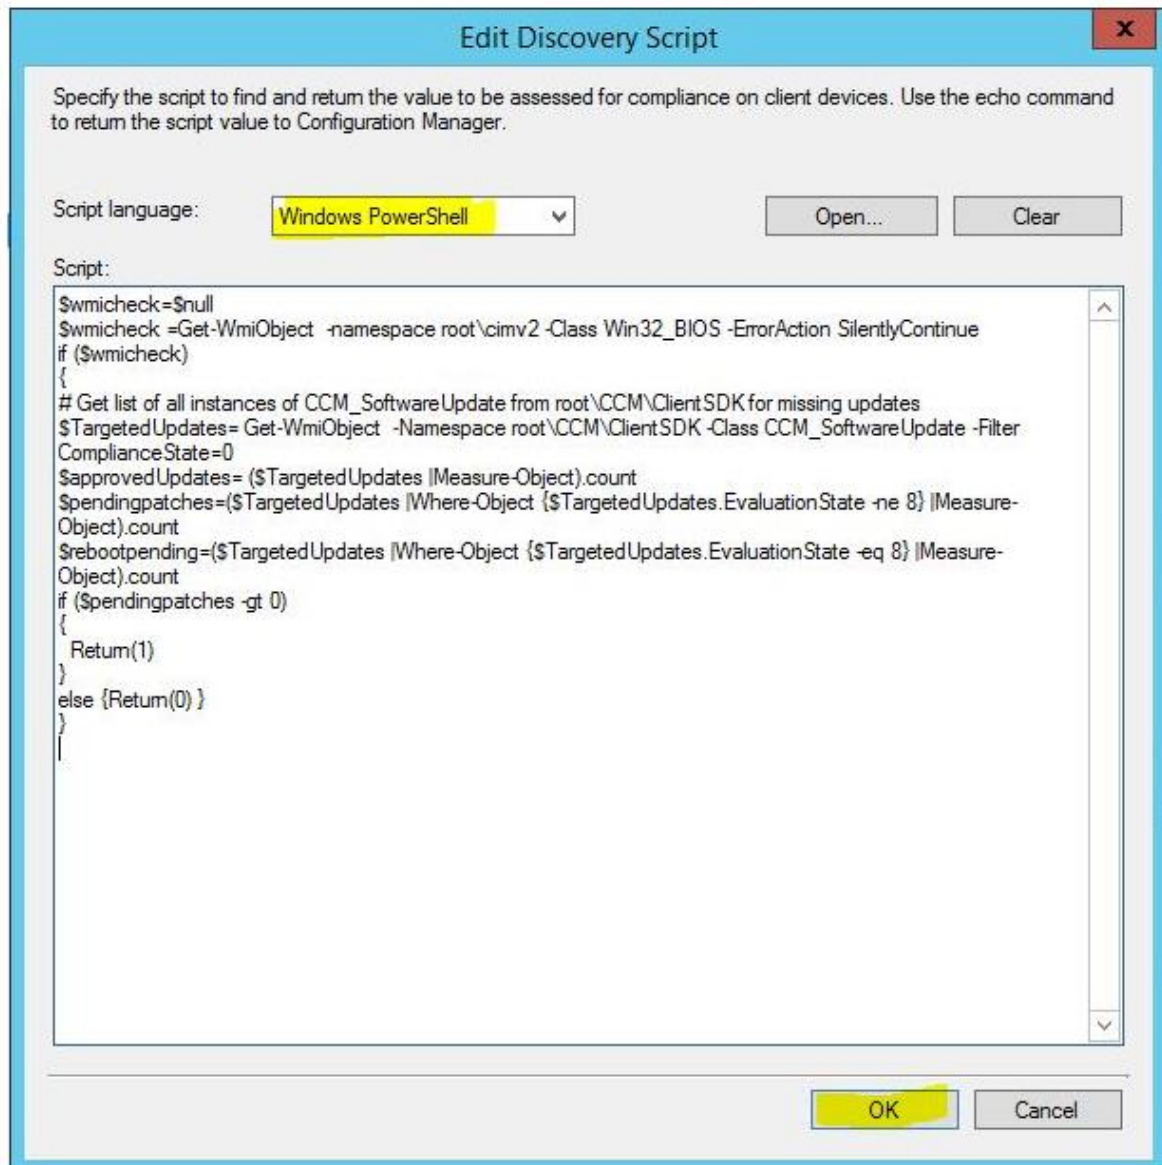 Edit Discovery Script
x
Specify the script to find and return the value to be assessed for compliance on client devices. Use the echo command
to return the script value to Configuration Manager.
Script language:
Windows PowerShell
Open...
Clear
Script:
$wmicheck=$null
$wmicheck =Get-WmiObject  -namespace root\cimv2 -Class Win32_BIOS -ErrorAction SilentlyContinue
if ($wmicheck)
{
# Get list of all instances of CCM_SoftwareUpdate from root\CCM\ClientSDK for missing updates
$TargetedUpdates= Get-WmiObject  -Namespace root\CCM\ClientSDK -Class CCM_SoftwareUpdate -Filter
ComplianceState=0
$approvedUpdates= ($TargetedUpdates |Measure-Object).count
$pendingpatches=($TargetedUpdates |Where-Object {$TargetedUpdates.EvaluationState -ne 8} |Measure-
Object).count
$rebootpending=($TargetedUpdates |Where-Object {$TargetedUpdates.EvaluationState -eq 8} |Measure-
Object).count
if ($pendingpatches -gt 0)
{
  Return(1)
}
else {Return(0) }
}
OK
Cancel